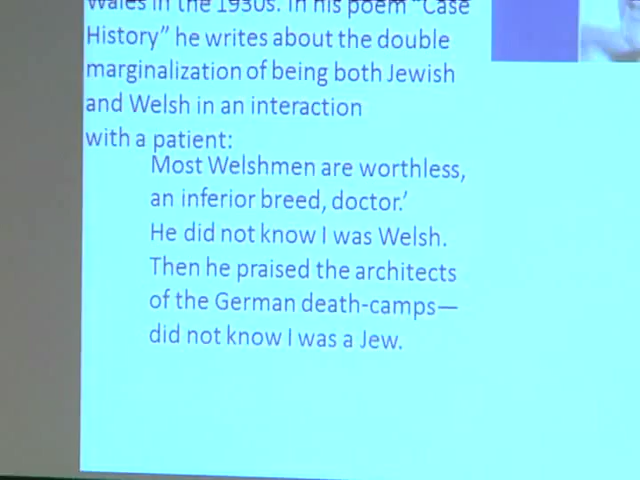 Wales in the 1930s. In his poem "Case
History" he writes about the double
marginalization of being both Jewish
and Welsh in an interaction
with a patient:
Most Welshmen are worthless,
an inferior breed, doctor.'
He did not know I was Welsh.
Then he praised the architects
of the German death-camps—
did not know I was a Jew.